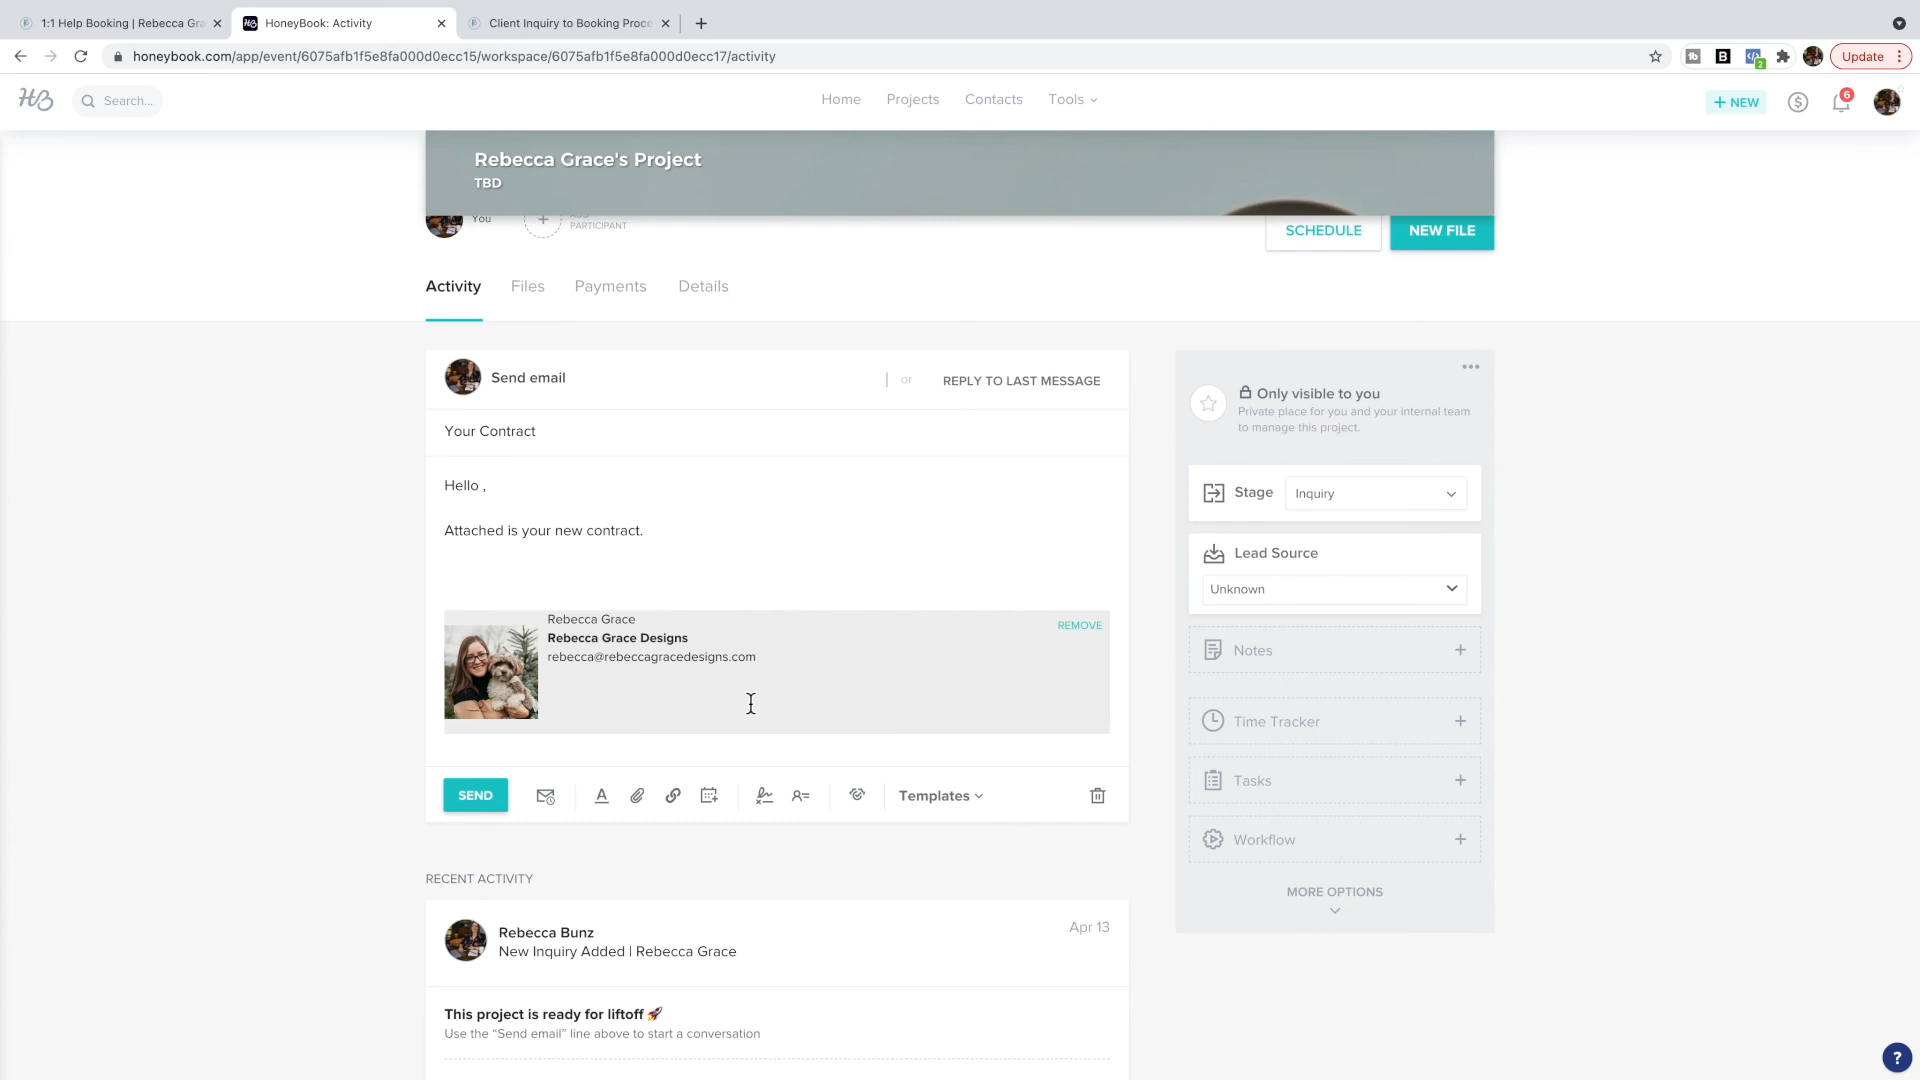 1:1 Help Booking | Rebecca Gra
HoneyBook: Activity
Client Inquiry to Booking Proce
honeybook.com/app/event/6075afb1f5e8fa000d0ecc15/workspace/6075afb1f5e8fa000d0ecc17/activity
B
2
Update
HB
Search...
Home
Projects
Contacts
Tools
+ NEW
6
Rebecca Grace's Project
TBD
You
PARTICIPANT
SCHEDULE
NEW FILE
Activity
Files
Payments
Details
Send email
or
REPLY TO LAST MESSAGE
Your Contract
Hello ,
Attached is your new contract.
Rebecca Grace
Rebecca Grace Designs
rebecca@rebeccagracedesigns.com
REMOVE
SEND
Templates
RECENT ACTIVITY
Rebecca Bunz
New Inquiry Added | Rebecca Grace
Apr 13
This project is ready for liftoff 🚀
Use the “Send email” line above to start a conversation
Only visible to you
Private place for you and your internal team
to manage this project.
Stage
Inquiry
Lead Source
Unknown
Notes
Time Tracker
Tasks
Workflow
MORE OPTIONS
?